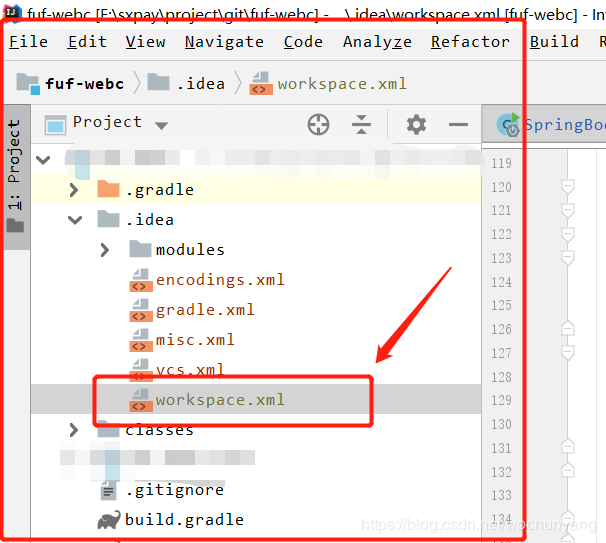 fuf-webc [E:\sxpay\project\git\fuf-webc] - ...\.idea\workspace.xml [fuf-webc] - In
File Edit View Navigate Code Analyze Refactor Build R
fuf-webc .idea workspace.xml
1: Project
Project
SpringBoo
.gradle
.idea
modules
encodings.xml
gradle.xml
misc.xml
vcs.xml
workspace.xml
classes
.gitignore
build.gradle
119
120
121
122
123
124
125
126
127
128
129
130
131
132
133
134
https://blog.csdn.net/wochunyang